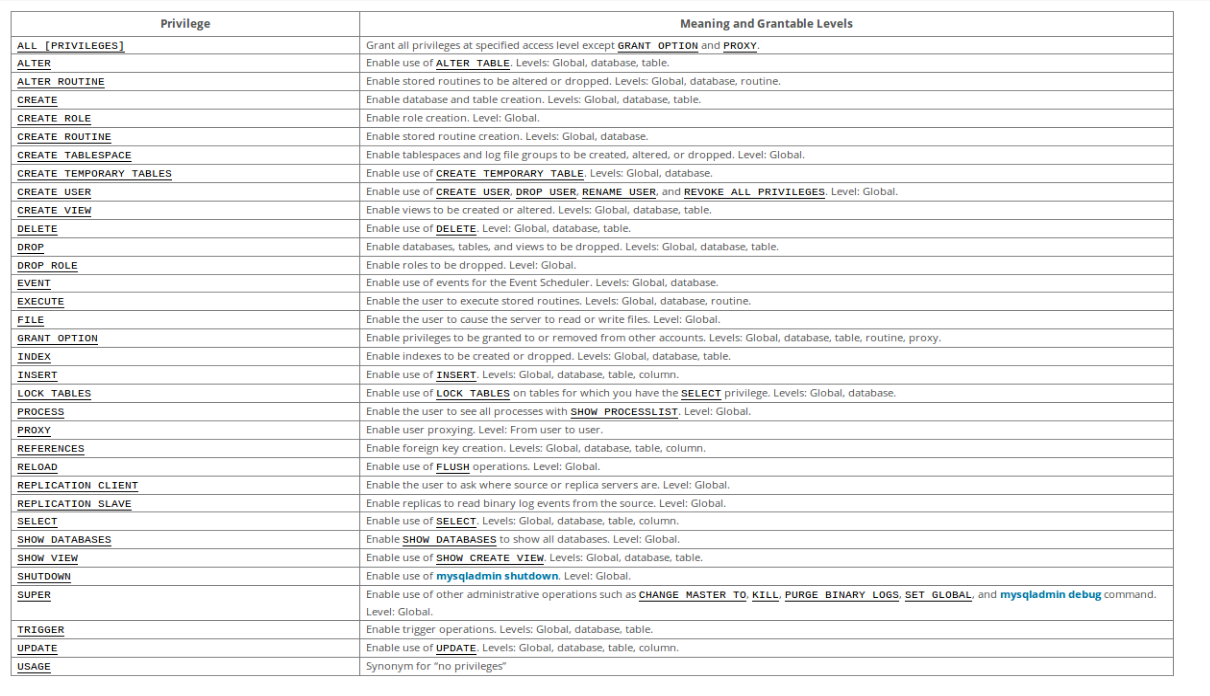 Privilege Meaning and Grantable Levels
ALL [PRIVILEGES] Grant all privileges at specified access level except GRANT OPTION and PROXY.
ALTER Enable use of ALTER TABLE. Levels: Global, database, table.
ALTER ROUTINE Enable stored routines to be altered or dropped. Levels: Global, database, routine.
CREATE Enable database and table creation. Levels: Global, database, table.
CREATE ROLE Enable role creation. Level: Global.
CREATE ROUTINE Enable stored routine creation. Levels: Global, database.
CREATE TABLESPACE Enable tablespaces and log file groups to be created, altered, or dropped. Level: Global.
CREATE TEMPORARY TABLES Enable use of CREATE TEMPORARY TABLE. Levels: Global, database.
CREATE USER Enable use of CREATE USER, DROP USER, RENAME USER, and REVOKE ALL PRIVILEGES. Level: Global.
CREATE VIEW Enable views to be created or altered. Levels: Global, database, table.
DELETE Enable use of DELETE. Level: Global, database, table.
DROP Enable databases, tables, and views to be dropped. Levels: Global, database, table.
DROP ROLE Enable roles to be dropped. Level: Global.
EVENT Enable use of events for the Event Scheduler. Levels: Global, database.
EXECUTE Enable the user to execute stored routines. Levels: Global, database, routine.
FILE Enable the user to cause the server to read or write files. Level: Global.
GRANT OPTION Enable privileges to be granted to or removed from other accounts. Levels: Global, database, table, routine, proxy.
INDEX Enable indexes to be created or dropped. Levels: Global, database, table.
INSERT Enable use of INSERT. Levels: Global, database, table, column.
LOCK TABLES Enable use of LOCK TABLES on tables for which you have the SELECT privilege. Levels: Global, database.
PROCESS Enable the user to see all processes with SHOW PROCESSLIST. Level: Global.
PROXY Enable user proxying. Level: From user to user.
REFERENCES Enable foreign key creation. Levels: Global, database, table, column.
RELOAD Enable use of FLUSH operations. Level: Global.
REPLICATION CLIENT Enable the user to ask where source or replica servers are. Level: Global.
REPLICATION SLAVE Enable replicas to read binary log events from the source. Level: Global.
SELECT Enable use of SELECT. Levels: Global, database, table, column.
SHOW DATABASES Enable SHOW DATABASES to show all databases. Level: Global.
SHOW VIEW Enable use of SHOW CREATE VIEW. Levels: Global, database, table.
SHUTDOWN Enable use of mysqladmin shutdown. Level: Global.
SUPER Enable use of other administrative operations such as CHANGE MASTER TO, KILL, PURGE BINARY LOGS, SET GLOBAL, and mysqladmin debug command.
Level: Global.
TRIGGER Enable trigger operations. Levels: Global, database, table.
UPDATE Enable use of UPDATE. Levels: Global, database, table, column.
USAGE Synonym for “no privileges”